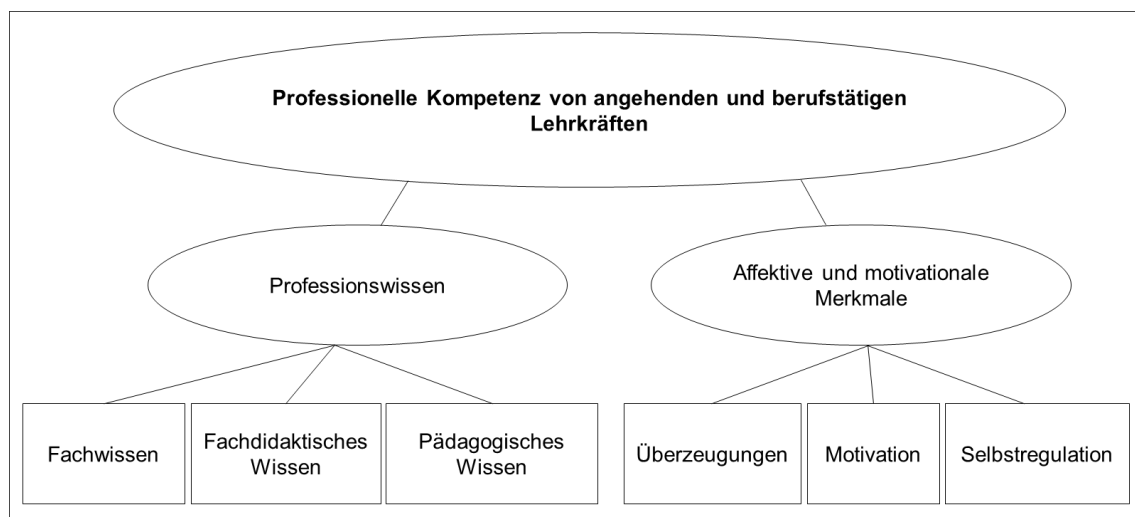 Professionelle Kompetenz von angehenden und berufstätigen
Lehrkräften
Professionswissen
Affektive und motivationale
Merkmale
Fachwissen
Fachdidaktisches
Wissen
Pädagogisches
Wissen
Überzeugungen
Motivation
Selbstregulation